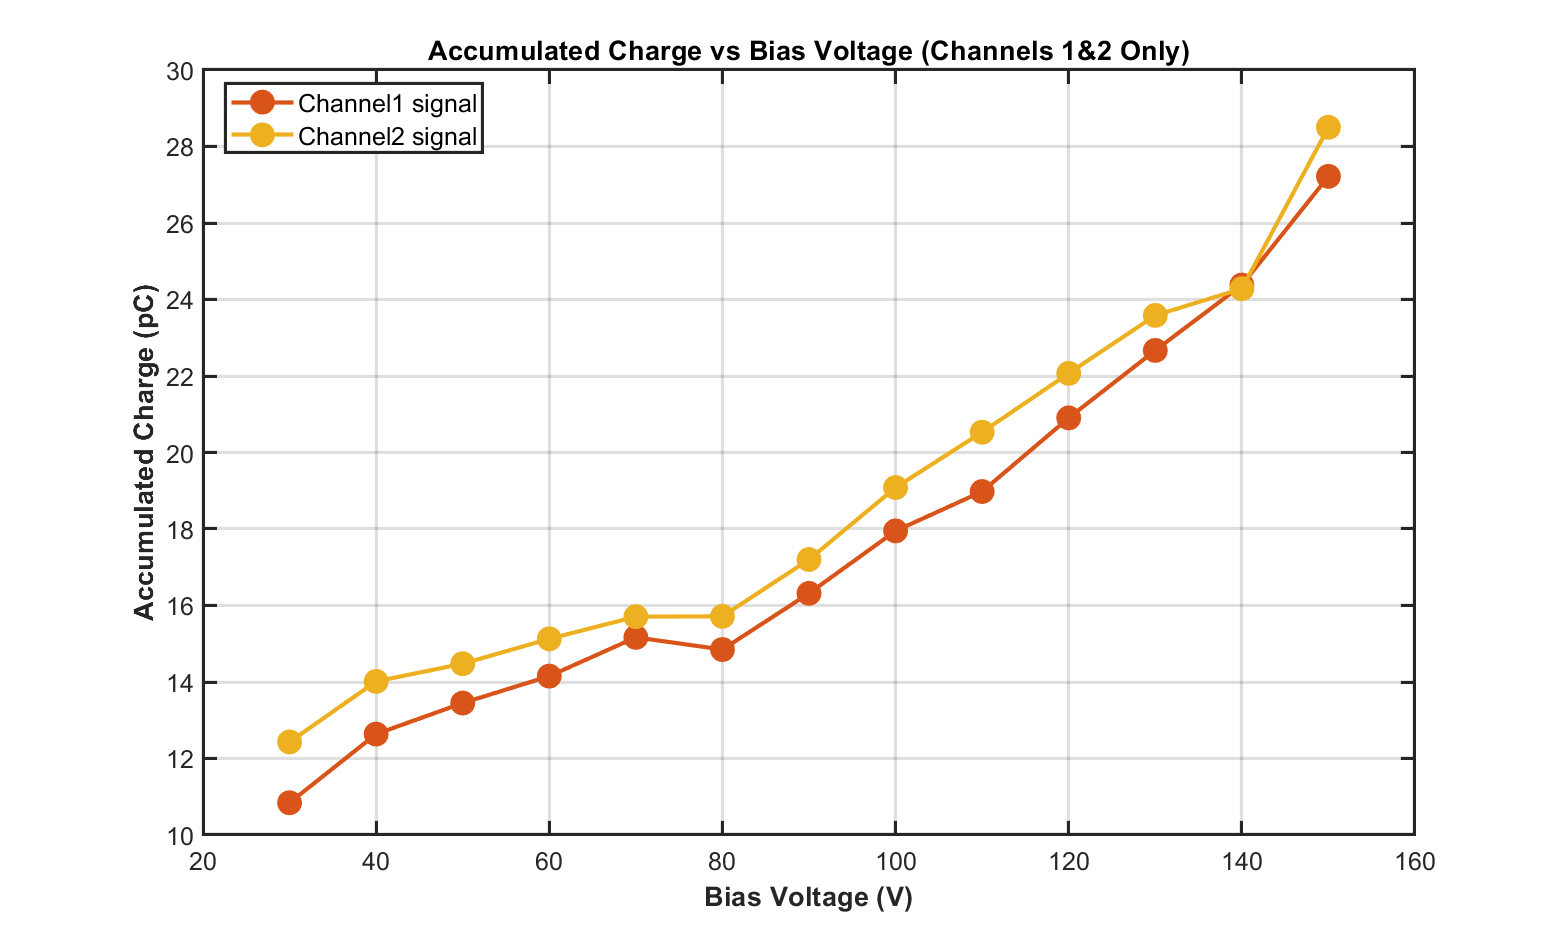 Accumulated Charge vs Bias Voltage (Channels 1&2 Only)
Channel1 signal
Channel2 signal
30
28
26
24
22
20
18
16
14
12
10
Accumulated Charge (pC)
20 40 60 80 100 120 140 160
Bias Voltage (V)